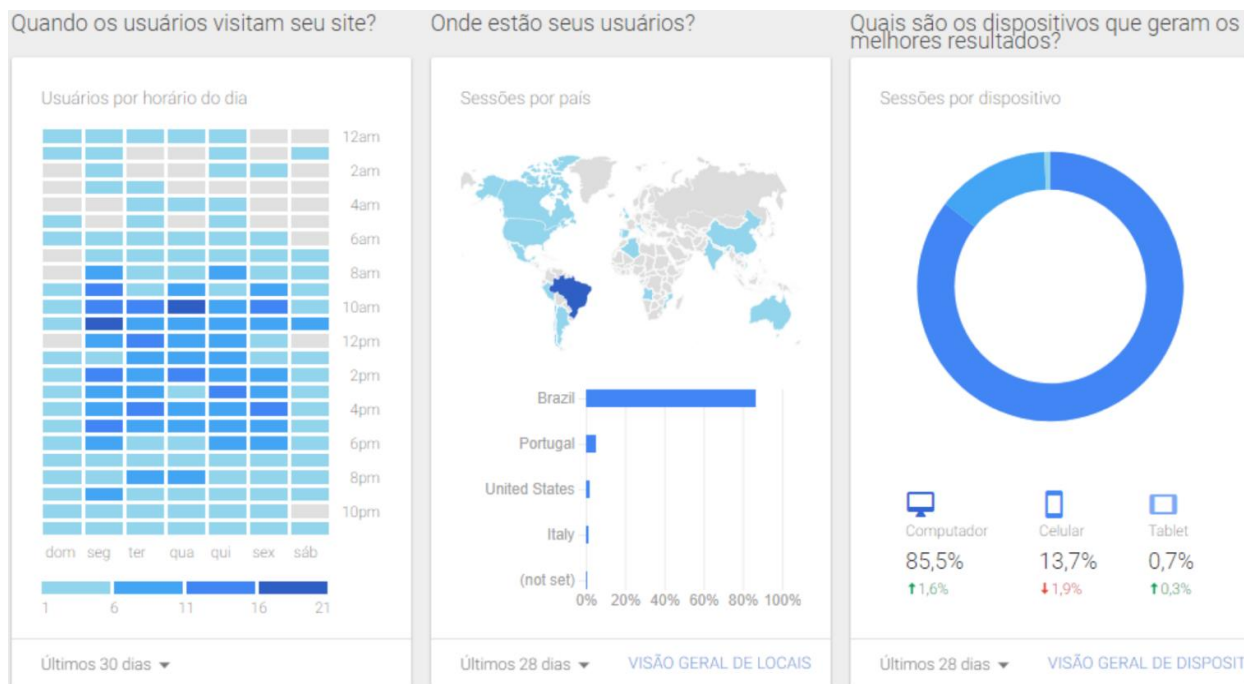 Quando os usuários visitam seu site?
Usuários por horário do dia
12am
2am
4am
6am
8am
10am
12pm
2pm
4pm
6pm
8pm
10pm
dom seg ter qua qui sex sáb
1 6 11 16 21
Últimos 30 dias
Onde estão seus usuários?
Sessões por país
Brazil
Portugal
United States
Italy
(not set)
0% 20% 40% 60% 80% 100%
Últimos 28 dias VISÃO GERAL DE LOCAIS
Quais são os dispositivos que geram os
melhores resultados?
Sessões por dispositivo
Computador Celular Tablet
85,5% 13,7% 0,7%
1,6% 1,9% 0,3%
Últimos 28 dias VISÃO GERAL DE DISPOSIT